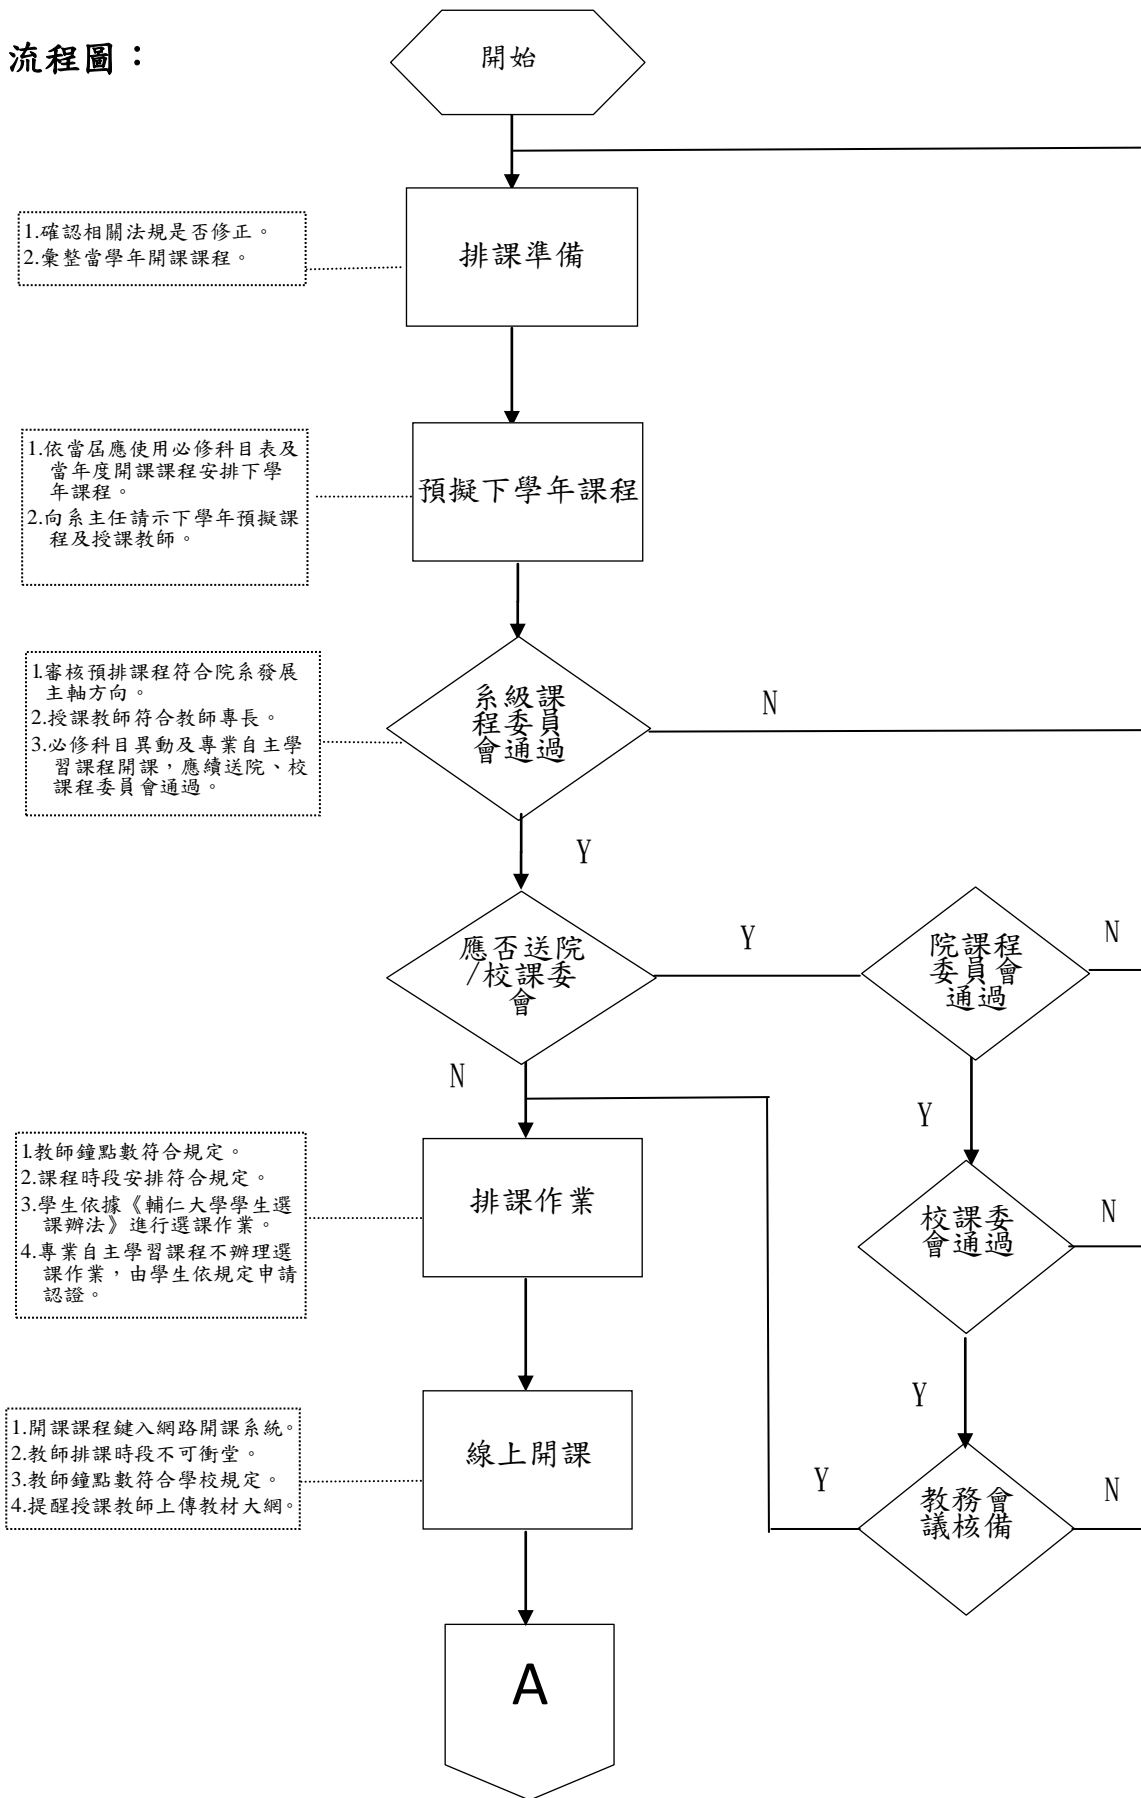 流程圖：
開始
1.確認相關法規是否修正。
2.彙整當學年開課課程。
排課準備
1.依當屆應使用必修科目表及
當年度開課課程安排下學
年課程。
2.向系主任請示下學年預擬課
程及授課教師。
預擬下學年課程
1.審核預排課程符合院系發展
主軸方向。
2.授課教師符合教師專長。
3.必修科目異動及專業自主學
習課程開課，應續送院、校
課程委員會通過。
系級課
程委員
會通過
N
Y
應否送院
/校課委
會
Y
院課程
委員會
通過
N
N
Y
1.教師鐘點數符合規定。
2.課程時段安排符合規定。
3.學生依據《輔仁大學學生選
課辦法》進行選課作業。
4.專業自主學習課程不辦理選
課作業，由學生依規定申請
認證。
排課作業
校課委
會通過
N
Y
1.開課課程鍵入網路開課系統。
2.教師排課時段不可衝堂。
3.教師鐘點數符合學校規定。
4.提醒授課教師上傳教材大網。
線上開課
Y
教務會
議核備
N
A